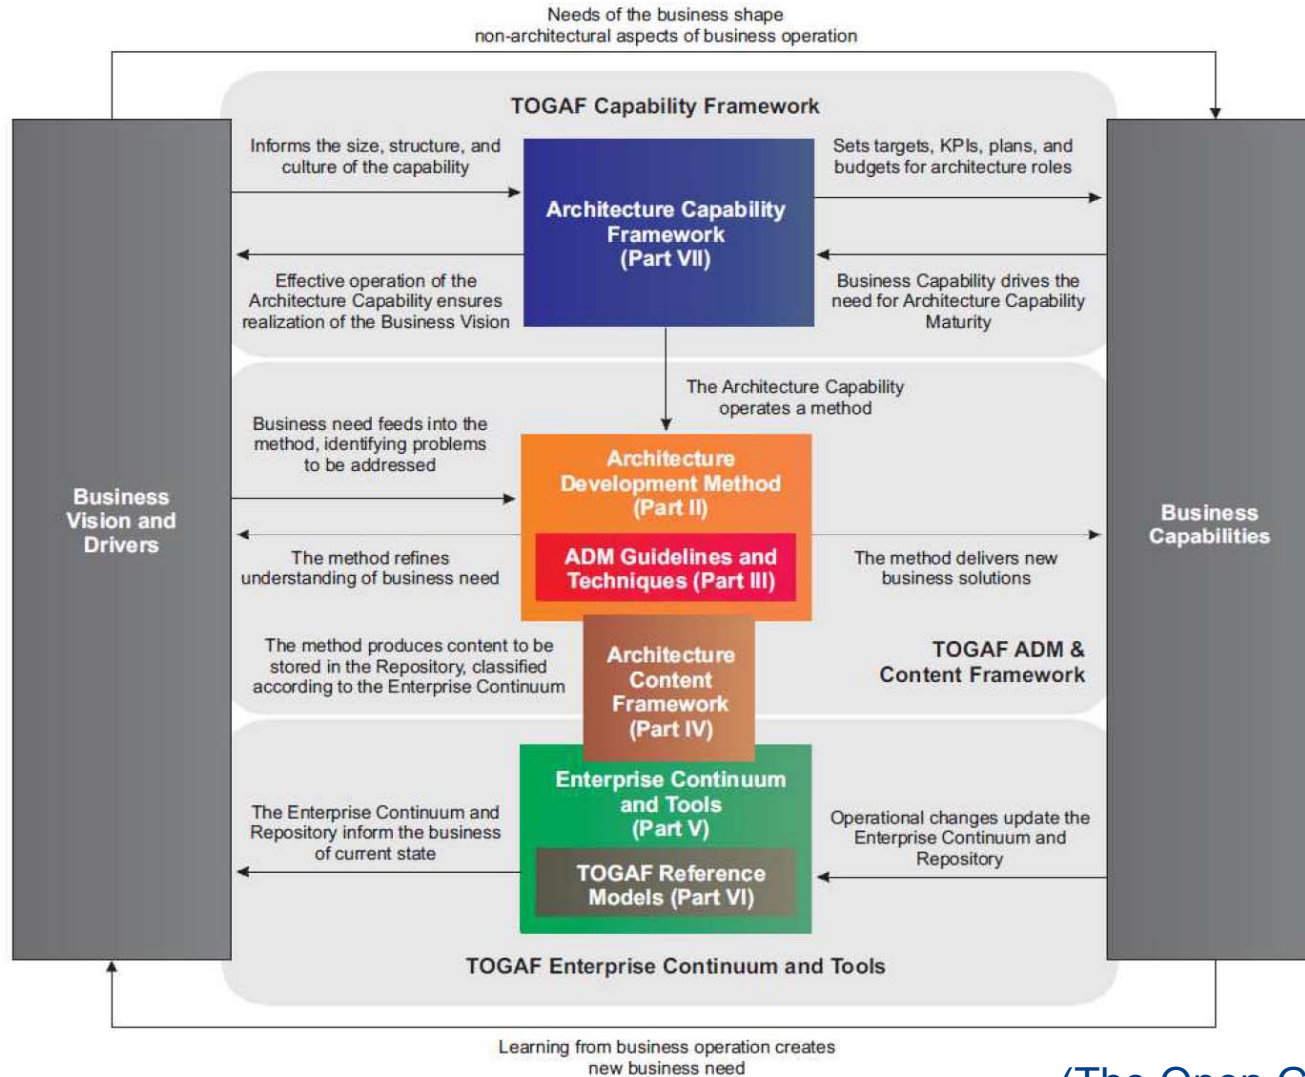 Needs of the business shape
non-architectural aspects of business operation
TOGAF Capability Framework
Informs the size, structure, and
culture of the capability
Sets targets, KPIs, plans, and
budgets for architecture roles
Architecture Capability
Framework
(Part VII)
Effective operation of the
Architecture Capability ensures
realization of the Business Vision
Business Capability drives the
need for Architecture Capability
Maturity
The Architecture Capability
operates a method
Business need feeds into the
method, identifying problems
to be addressed
Architecture
Development Method
(Part II)
Business
Vision and
Drivers
Business
Capabilities
The method refines
understanding of business need
ADM Guidelines and
Techniques (Part III)
The method delivers new
business solutions
The method produces content to be
stored in the Repository, classified
according to the Enterprise Continuum
Architecture
Content
Framework
(Part IV)
TOGAF ADM &
Content Framework
Enterprise Continuum
and Tools
(Part V)
The Enterprise Continuum and
Repository inform the business
of current state
Operational changes update the
Enterprise Continuum and
Repository
TOGAF Reference
Models (Part VI)
TOGAF Enterprise Continuum and Tools
Learning from business operation creates
new business need
(The Open